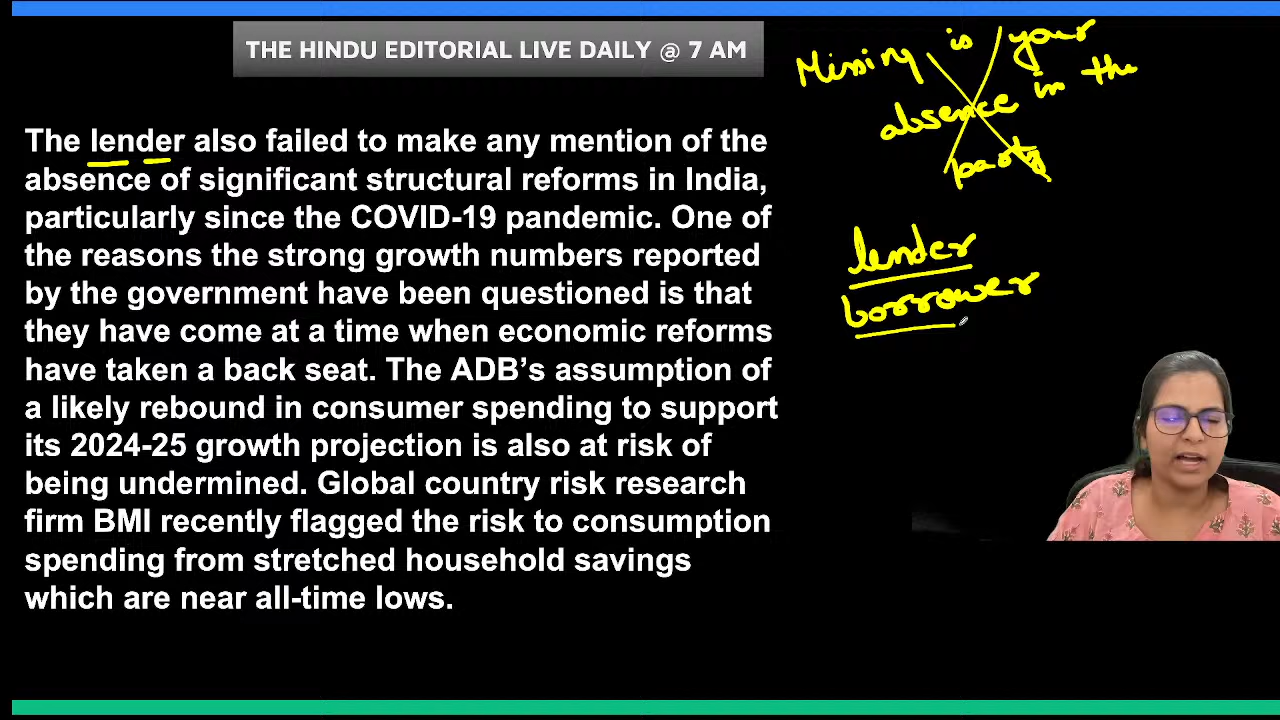 THE HINDU EDITORIAL LIVE DAILY @ 7 AM
The lender also failed to make any mention of the
absence of significant structural reforms in India,
particularly since the COVID-19 pandemic. One of
the reasons the strong growth numbers reported
by the government have been questioned is that
they have come at a time when economic reforms
have taken a back seat. The ADB’s assumption of
a likely rebound in consumer spending to support
its 2024-25 growth projection is also at risk of
being undermined. Global country risk research
firm BMI recently flagged the risk to consumption
spending from stretched household savings
which are near all-time lows.
Missing is your
absence in the
party
lender
borrower